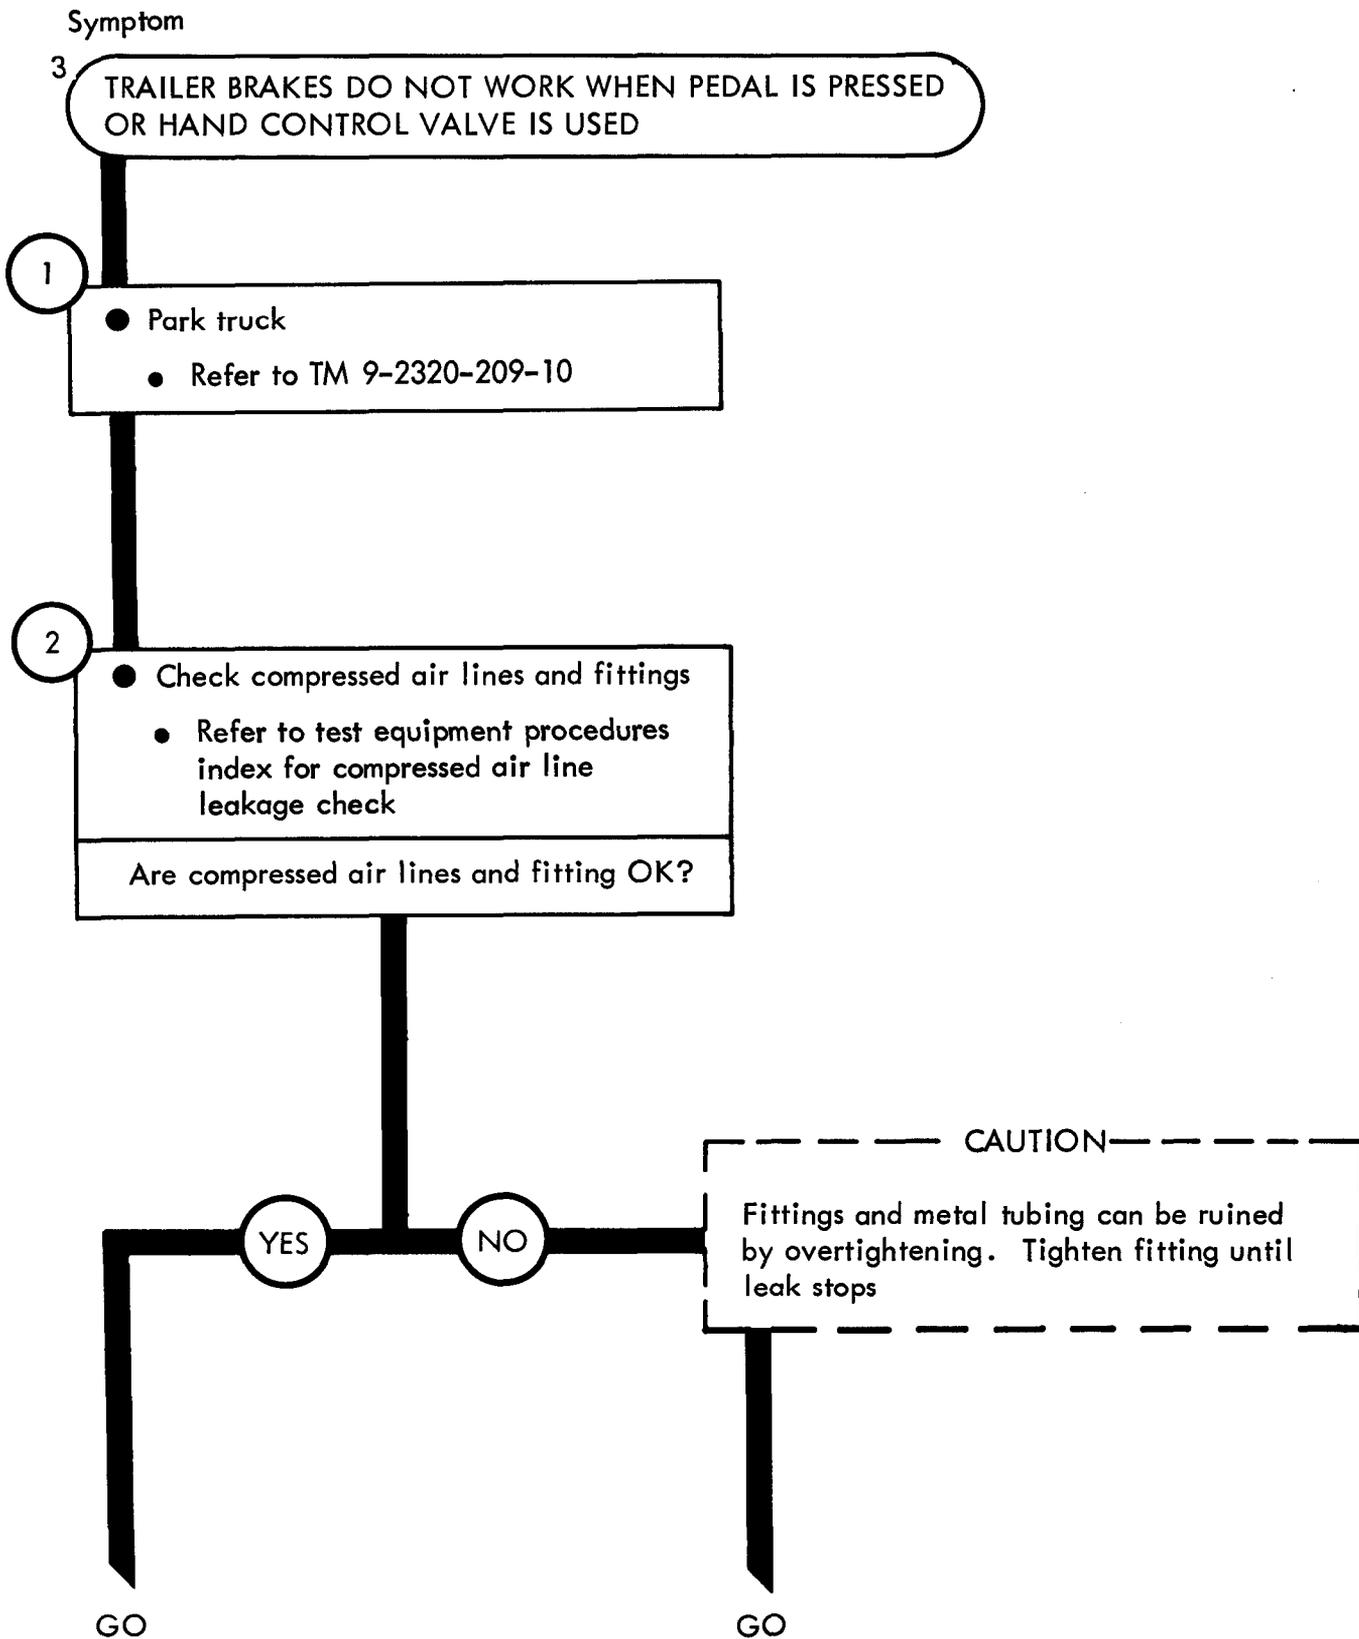 Symptom
3
TRAILER BRAKES DO NOT WORK WHEN PEDAL IS PRESSED
OR HAND CONTROL VALVE IS USED
1
● Park truck
● Refer to TM 9-2320-209-10
2
● Check compressed air lines and fittings
● Refer to test equipment procedures
index for compressed air line
leakage check
Are compressed air lines and fitting OK?
YES
NO
CAUTION
Fittings and metal tubing can be ruined
by overtightening. Tighten fitting until
leak stops
GO
GO